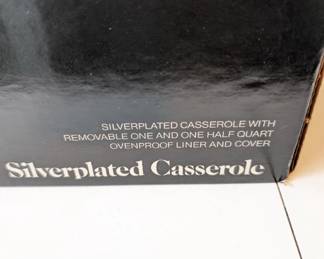 SILVERPLATED CASSEROLE WITH
REMOVABLE ONE AND ONE HALF QUART
OVENPROOF LINER AND COVER
Silverplated Casserole